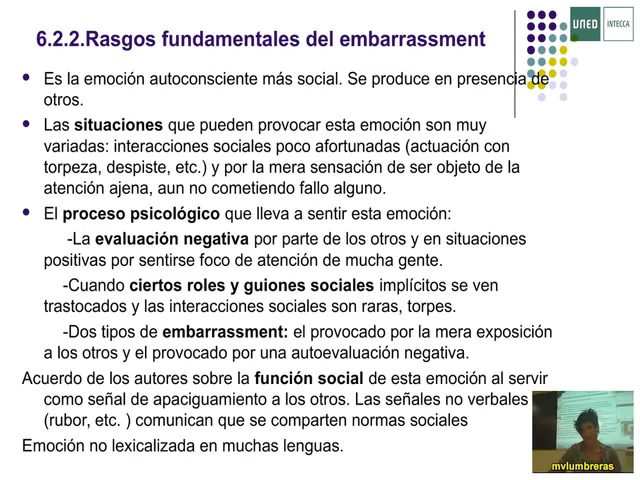 UNED
INTECCA
6.2.2.Rasgos fundamentales del embarrassment
Es la emoción autoconsciente más social. Se produce en presencia de
otros.
Las situaciones que pueden provocar esta emoción son muy
variadas: interacciones sociales poco afortunadas (actuación con
torpeza, despiste, etc.) y por la mera sensación de ser objeto de la
atención ajena, aun no cometiendo fallo alguno.
El proceso psicológico que lleva a sentir esta emoción:
-La evaluación negativa por parte de los otros y en situaciones
positivas por sentirse foco de atención de mucha gente.
-Cuando ciertos roles y guiones sociales implícitos se ven
trastocados y las interacciones sociales son raras, torpes.
-Dos tipos de embarrassment: el provocado por la mera exposición
a los otros y el provocado por una autoevaluación negativa.
Acuerdo de los autores sobre la función social de esta emoción al servir
como señal de apaciguamiento a los otros. Las señales no verbales
(rubor, etc. ) comunican que se comparten normas sociales
Emoción no lexicalizada en muchas lenguas.
mvlumbreras